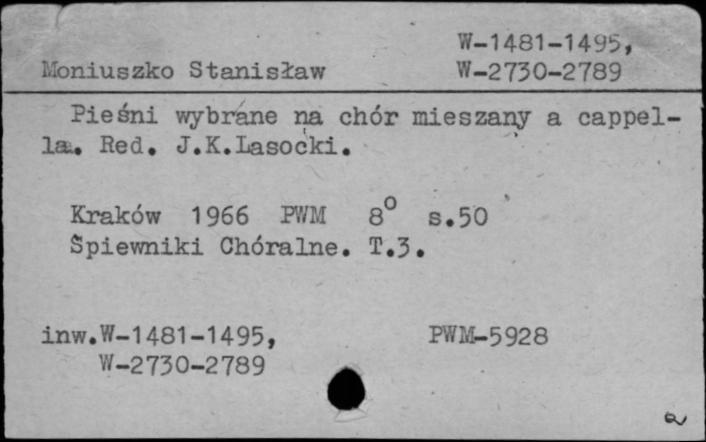 W-1481-1495,
Moniuszko Stanisław W-2730-2789
Pieśni wybrane na chór mieszany a cappel-
la. Red. J.K.Lasocki.
Kraków 1966 PWM 8° s.50
Śpiewniki Chóralne. T.3.
inw.W-1481-1495, PWM-5928
W-2730-2789